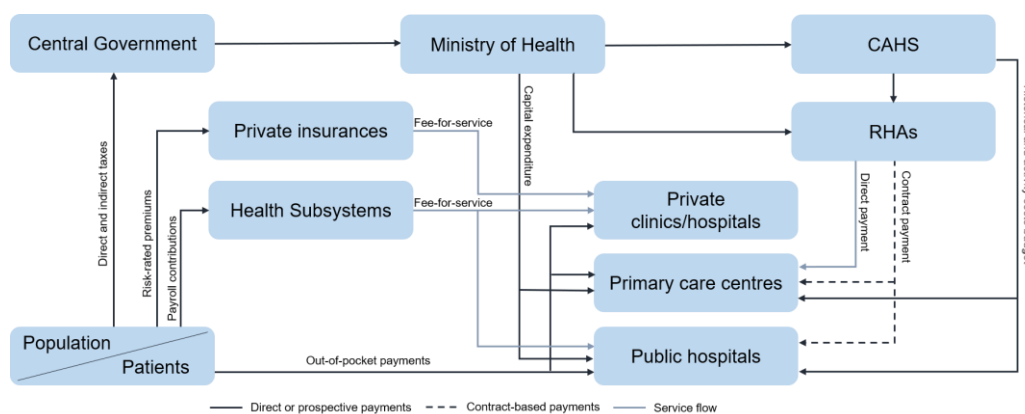 Central Government
Ministry of Health
CAHS
Private insurances
Fee-for-service
Capital expenditure
RHAs
Direct and indirect taxes
Risk-rated premiums
Payroll contributions
Health Subsystems
Fee-for-service
Private
clinics/hospitals
Direct payment
Contract payment
Primary care centres
Population
Patients
Out-of-pocket payments
Public hospitals
Direct or prospective payments
Contract-based payments
Service flow